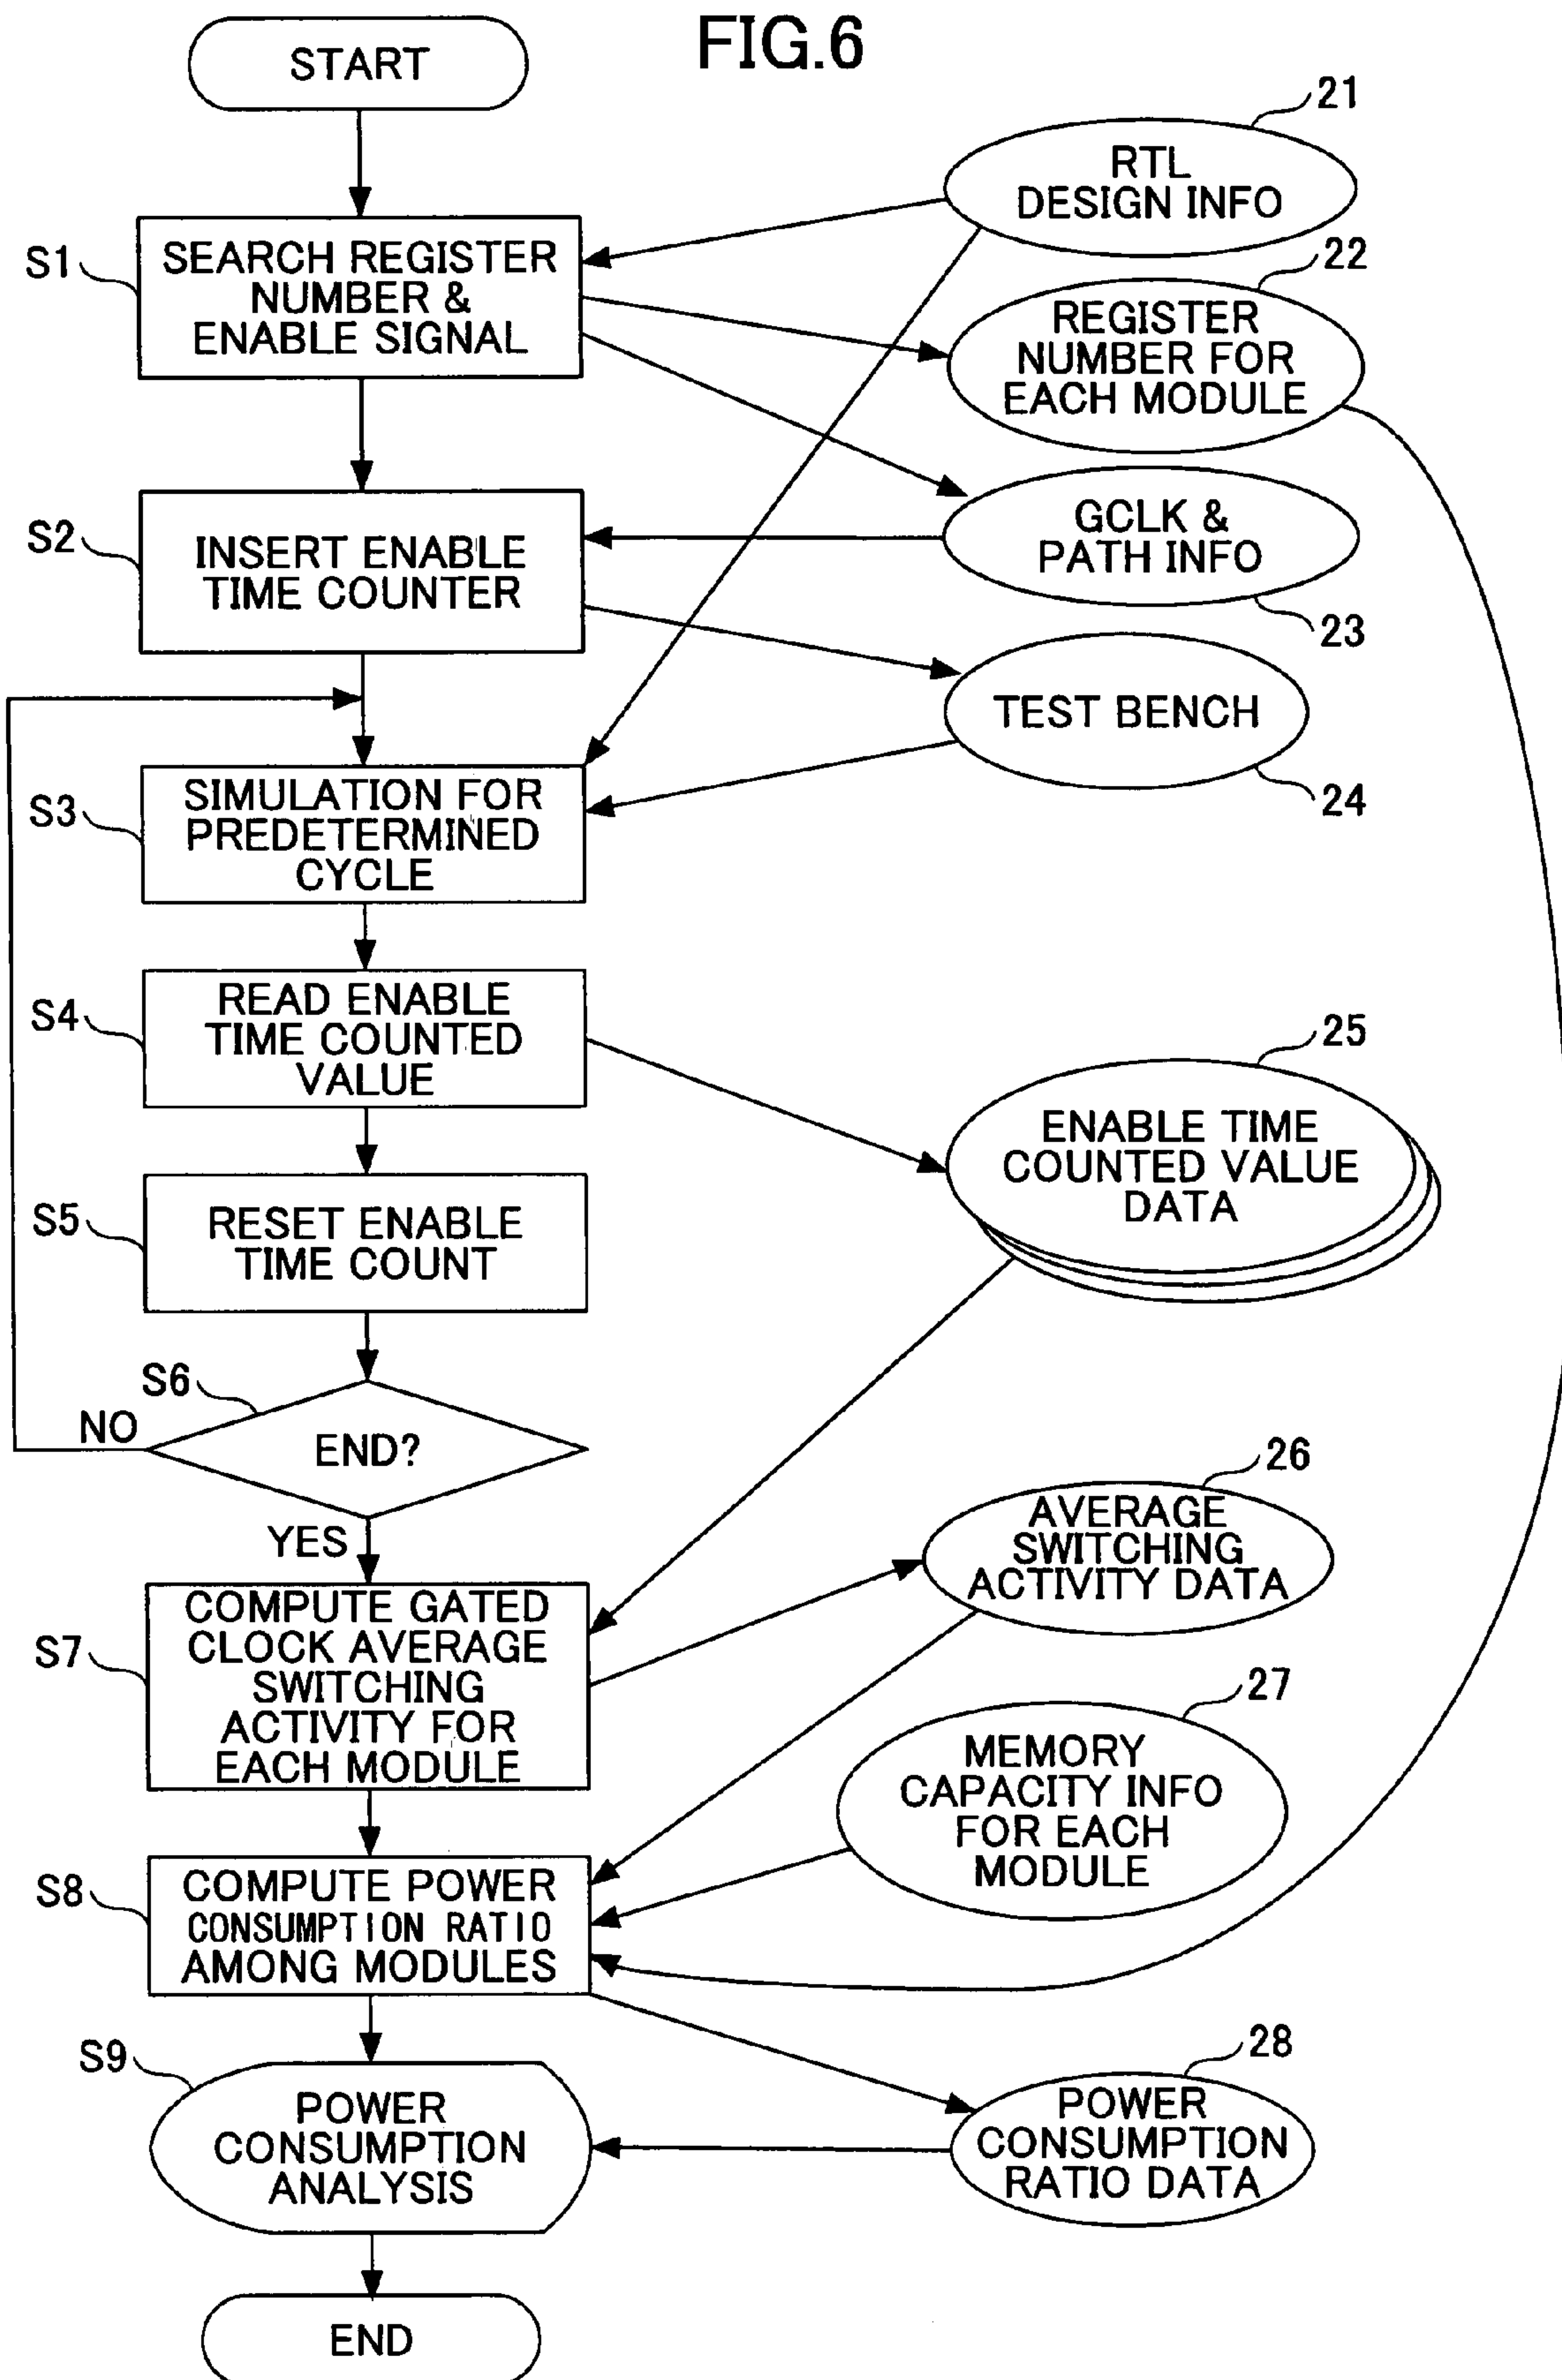 FIG.6
START
21
RTL
DESIGN INFO
S1
SEARCH REGISTER
NUMBER &
ENABLE SIGNAL
22
REGISTER
NUMBER FOR
EACH MODULE
S2
INSERT ENABLE
TIME COUNTER
GCLK &
PATH INFO
23
TEST BENCH
24
S3
SIMULATION FOR
PREDETERMINED
CYCLE
S4
READ ENABLE
TIME COUNTED
VALUE
25
ENABLE TIME
COUNTED VALUE
DATA
S5
RESET ENABLE
TIME COUNT
S6
NO
END?
YES
26
AVERAGE
SWITCHING
ACTIVITY DATA
S7
COMPUTE GATED
CLOCK AVERAGE
SWITCHING
ACTIVITY FOR
EACH MODULE
27
MEMORY
CAPACITY INFO
FOR EACH
MODULE
S8
COMPUTE POWER
CONSUMPTION RATIO
AMONG MODULES
S9
POWER
CONSUMPTION
ANALYSIS
28
POWER
CONSUMPTION
RATIO DATA
END